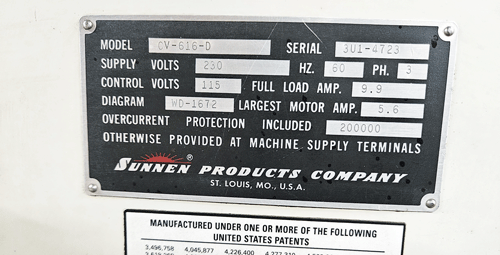 MODEL CV-616-D SERIAL 3U1-4723
SUPPLY VOLTS 230 HZ. 60 PH. 3
CONTROL VOLTS 115 FULL LOAD AMP. 9.9
DIAGRAM WD-1672 LARGEST MOTOR AMP. 5.6
OVERCURRENT PROTECTION INCLUDED 200000
OTHERWISE PROVIDED AT MACHINE SUPPLY TERMINALS
SUNNEN® PRODUCTS COMPANY
ST. LOUIS, MO., U.S.A.
MANUFACTURED UNDER ONE OR MORE OF THE FOLLOWING
UNITED STATES PATENTS
3,496,758 4,045,877 4,226,400 4,277,310